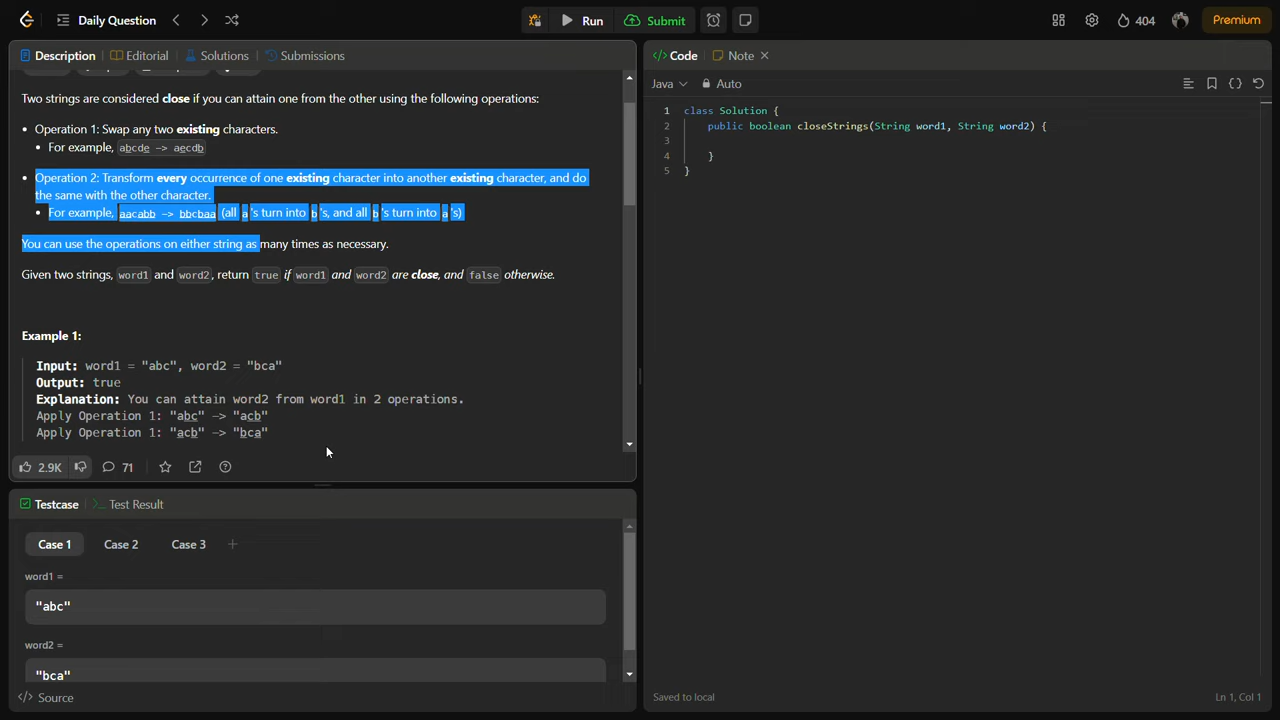 Daily Question
Run
Submit
404
Premium
Description
Editorial
Solutions
Submissions
Two strings are considered close if you can attain one from the other using the following operations:
• Operation 1: Swap any two existing characters.
• For example, abcde -> aecdb
• Operation 2: Transform every occurrence of one existing character into another existing character, and do
the same with the other character.
• For example, aacabb -> bbcbaa (all a's turn into b's, and all b's turn into a's)
You can use the operations on either string as many times as necessary.
Given two strings, word1 and word2, return true if word1 and word2 are close, and false otherwise.
Example 1:
Input: word1 = "abc", word2 = "bca"
Output: true
Explanation: You can attain word2 from word1 in 2 operations.
Apply Operation 1: "abc" -> "acb"
Apply Operation 1: "acb" -> "bca"
2.9K
71
Testcase
Test Result
Case 1
Case 2
Case 3
word1 =
"abc"
word2 =
"bca"
</> Source
</> Code
Note
Java
Auto
1 class Solution {
2 public boolean closeStrings(String word1, String word2) {
3
4 }
5 }
Saved to local
Ln 1, Col 1